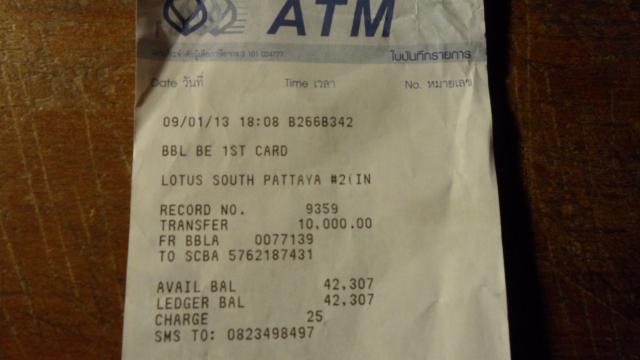 ATM
ใบบันทึกรายการ
Date วันที่ Time เวลา No. หมายเลข
09/01/13 18:08 B266B342
BBL BE 1ST CARD
LOTUS SOUTH PATTAYA #2(IN
RECORD NO. 9359
TRANSFER 10,000.00
FR BBLA 0077139
TO SCBA 5762187431
AVAIL BAL 42,307
LEDGER BAL 42,307
CHARGE 25
SMS TO: 0823498497